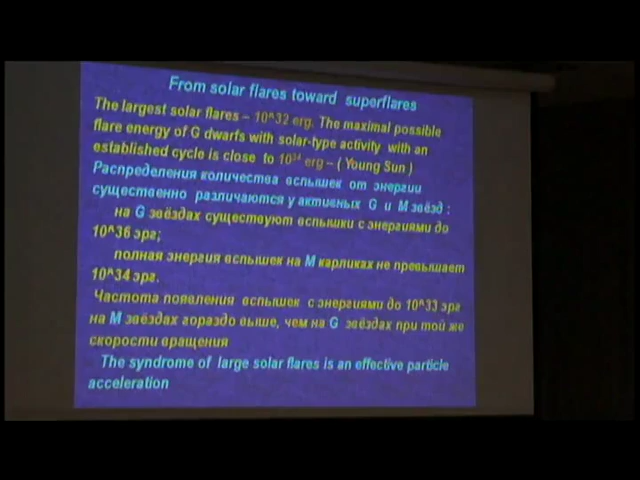 From solar flares toward superflares
The largest solar flares – 10^32 erg. The maximal possible
flare energy of G dwarfs with solar-type activity with an
established cycle is close to 10³⁴ erg – ( Young Sun )
Распределения количества вспышек от энергии
существенно различаются у активных G и M звёзд :
на G звёздах существуют вспышки с энергиями до
10^36 эрг;
полная энергия вспышек на М карликах не превышает
10^34 эрг.
Частота появления вспышек с энергиями до 10^33 эрг
на М звёздах гораздо выше, чем на G звёздах при той же
скорости вращения
The syndrome of large solar flares is an effective particle
acceleration